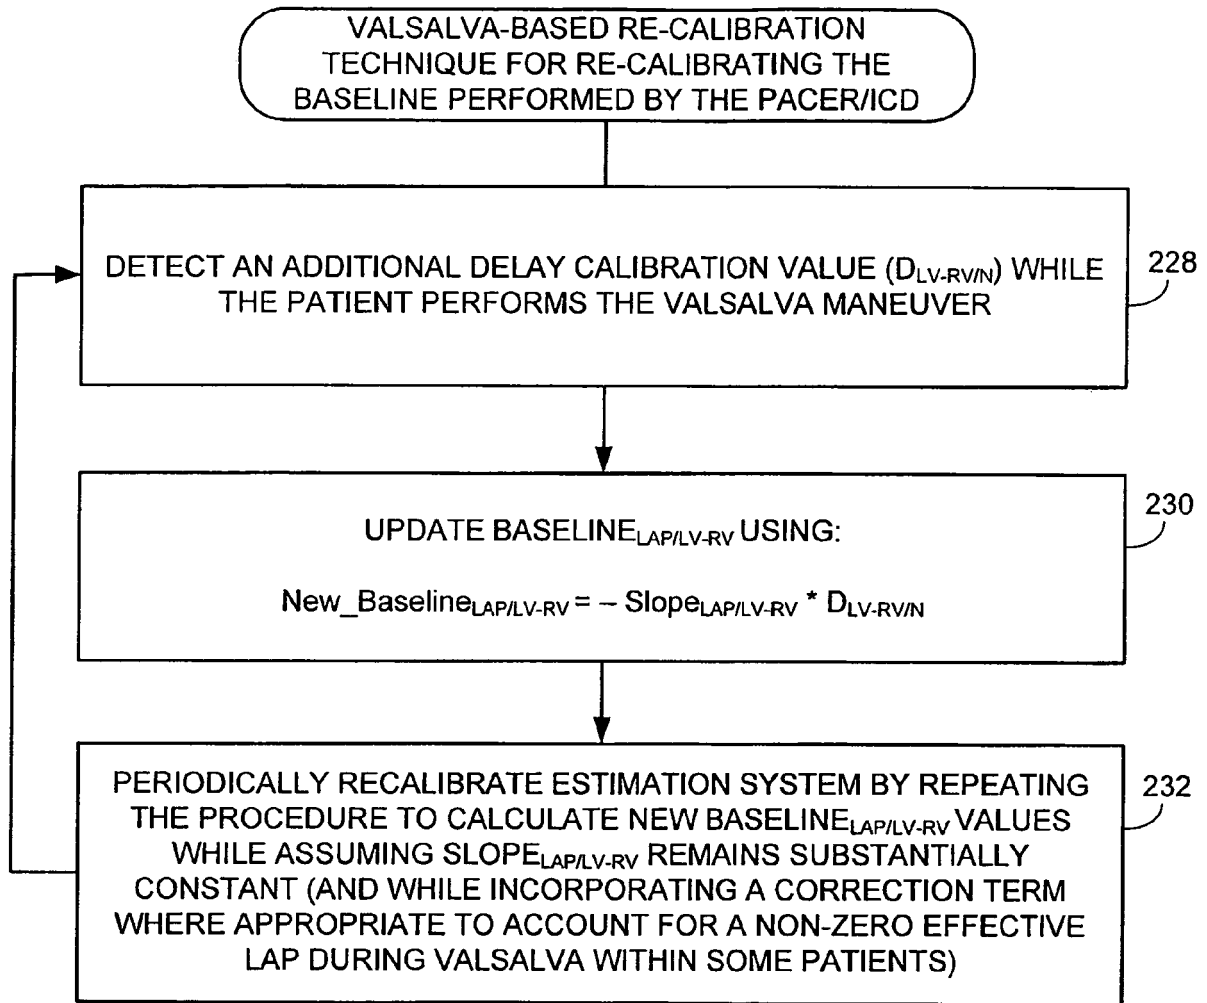 VALSALVA-BASED RE-CALIBRATION
TECHNIQUE FOR RE-CALIBRATING THE
BASELINE PERFORMED BY THE PACER/ICD
DETECT AN ADDITIONAL DELAY CALIBRATION VALUE (DLV-RV/N) WHILE
THE PATIENT PERFORMS THE VALSALVA MANEUVER
228
UPDATE BASELINELAP/LV-RV USING:
New_BaselineLAP/LV-RV = – SlopeLAP/LV-RV * DLV-RV/N
230
PERIODICALLY RECALIBRATE ESTIMATION SYSTEM BY REPEATING
THE PROCEDURE TO CALCULATE NEW BASELINELAP/LV-RV VALUES
WHILE ASSUMING SLOPELAP/LV-RV REMAINS SUBSTANTIALLY
CONSTANT (AND WHILE INCORPORATING A CORRECTION TERM
WHERE APPROPRIATE TO ACCOUNT FOR A NON-ZERO EFFECTIVE
LAP DURING VALSALVA WITHIN SOME PATIENTS)
232